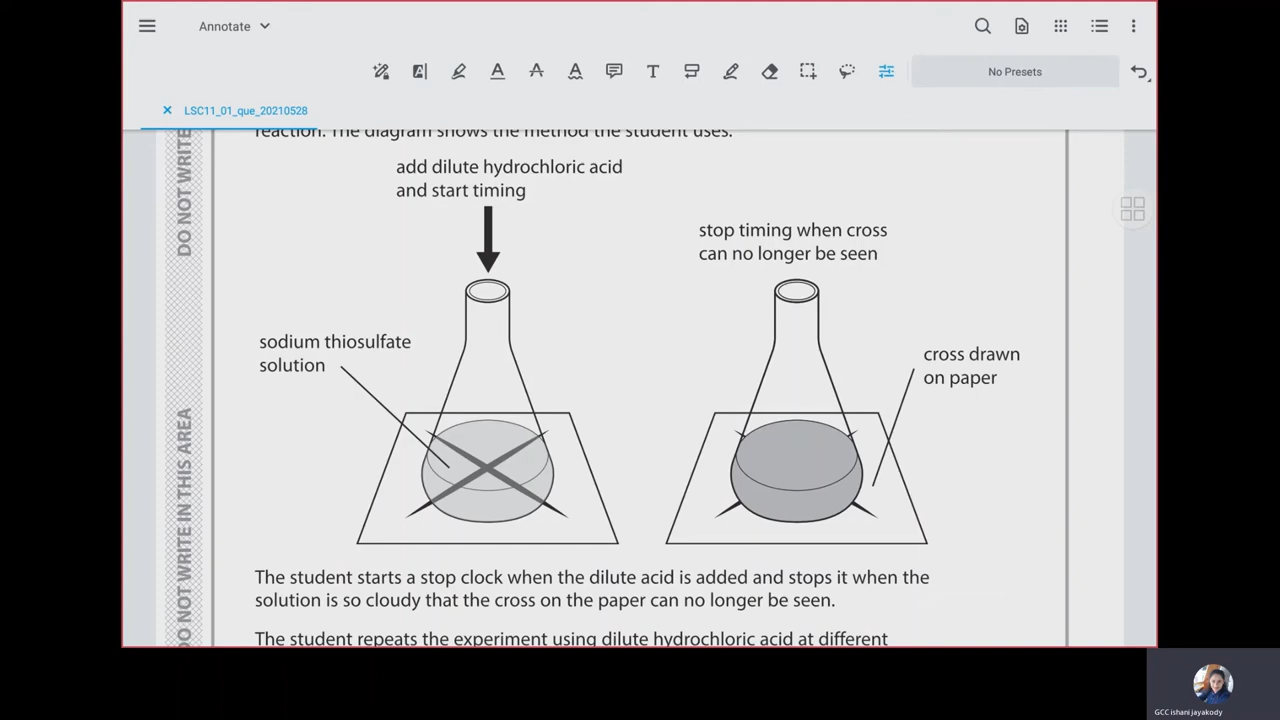 Annotate
No Presets
LSC11_01_que_20210528
reaction. The diagram shows the method the student uses.
add dilute hydrochloric acid
and start timing
stop timing when cross
can no longer be seen
sodium thiosulfate
solution
cross drawn
on paper
The student starts a stop clock when the dilute acid is added and stops it when the
solution is so cloudy that the cross on the paper can no longer be seen.
The student repeats the experiment using dilute hydrochloric acid at different
DO NOT WRITE
DO NOT WRITE IN THIS AREA
GCC ishani jayakody